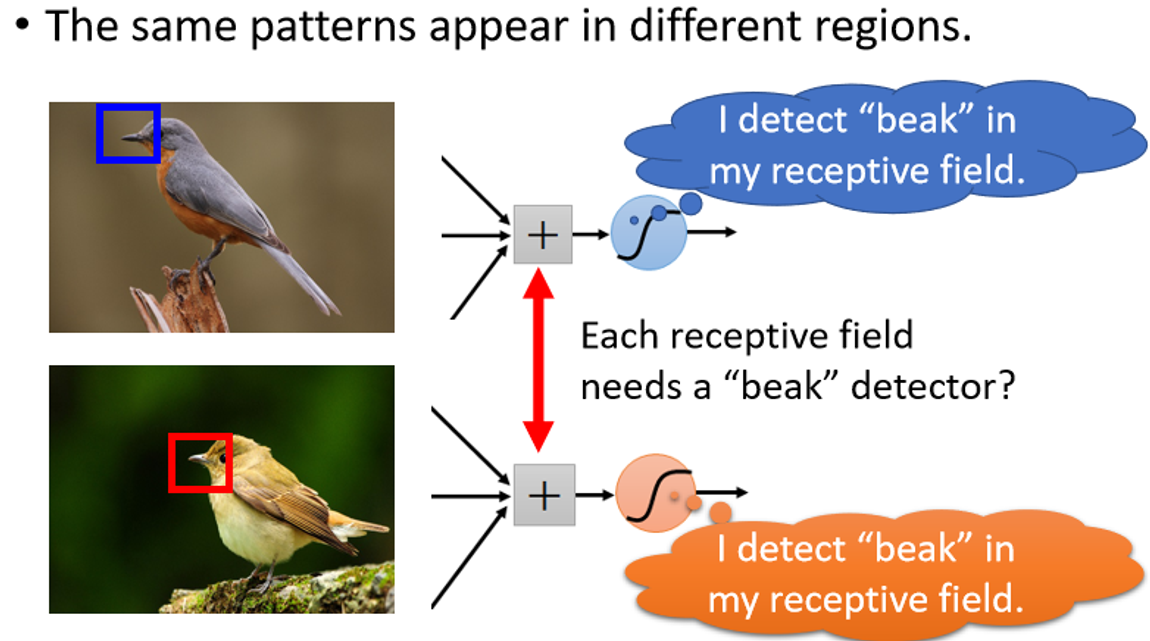 • The same patterns appear in different regions.
I detect “beak” in
my receptive field.
+
Each receptive field
needs a “beak” detector?
+
I detect “beak” in
my receptive field.